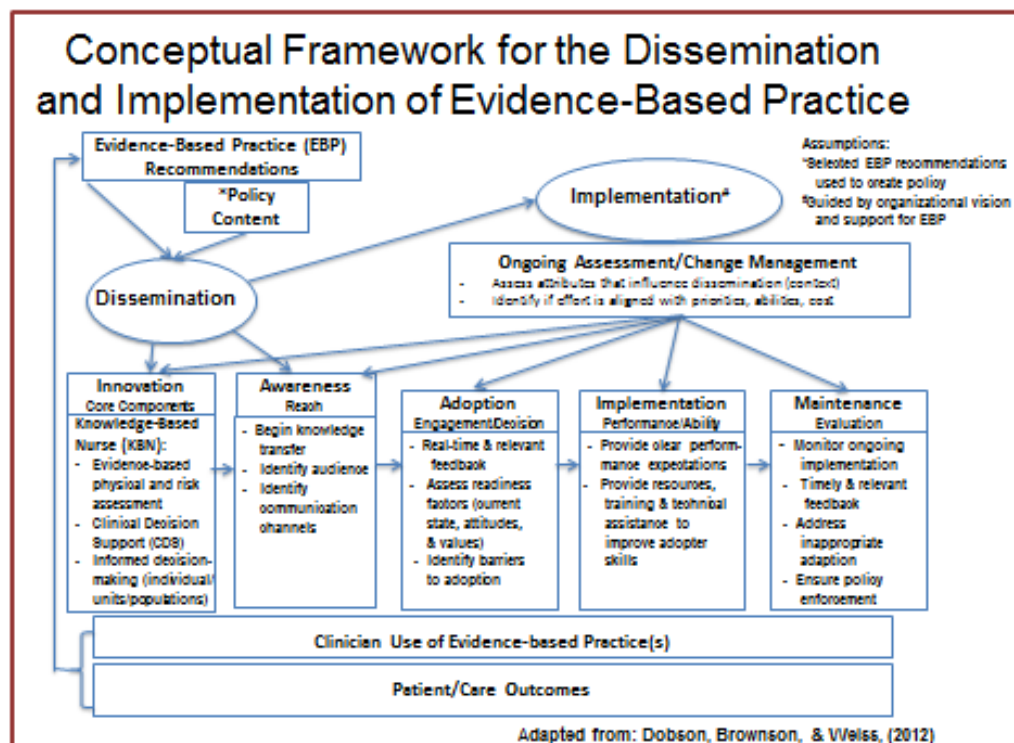 Conceptual Framework for the Dissemination
and Implementation of Evidence-Based Practice
Evidence-Based Practice (EBP)
Recommendations
*Policy
Content
Dissemination
Implementation#
Assumptions:
*Selected EBP recommendations
used to create policy
#Guided by organizational vision
and support for EBP
Ongoing Assessment/Change Management
- Assess attributes that influence dissemination (context)
- Identify if effort is aligned with priorities, abilities, cost
Innovation
Core Components
Knowledge-Based
Nurse (KBN):
- Evidence-based
physical and risk
assessment
- Clinical Decision
Support (CDS)
- Informed decision-
making (individual/
units/populations)
Awareness
Reach
- Begin knowledge
transfer
- Identify audience
- Identify
communication
channels
Adoption
Engagement/Decision
- Real-time & relevant
feedback
- Assess readiness
factors (current
state, attitudes,
& values)
- Identify barriers
to adoption
Implementation
Performance/Ability
- Provide clear perform-
mance expectations
- Provide resources,
training & technical
assistance to
improve adopter
skills
Maintenance
Evaluation
- Monitor ongoing
implementation
- Timely & relevant
feedback
- Address
inappropriate
adaption
- Ensure policy
enforcement
Clinician Use of Evidence-based Practice(s)
Patient/Care Outcomes
Adapted from: Dobson, Brownson, & Weiss, (2012)